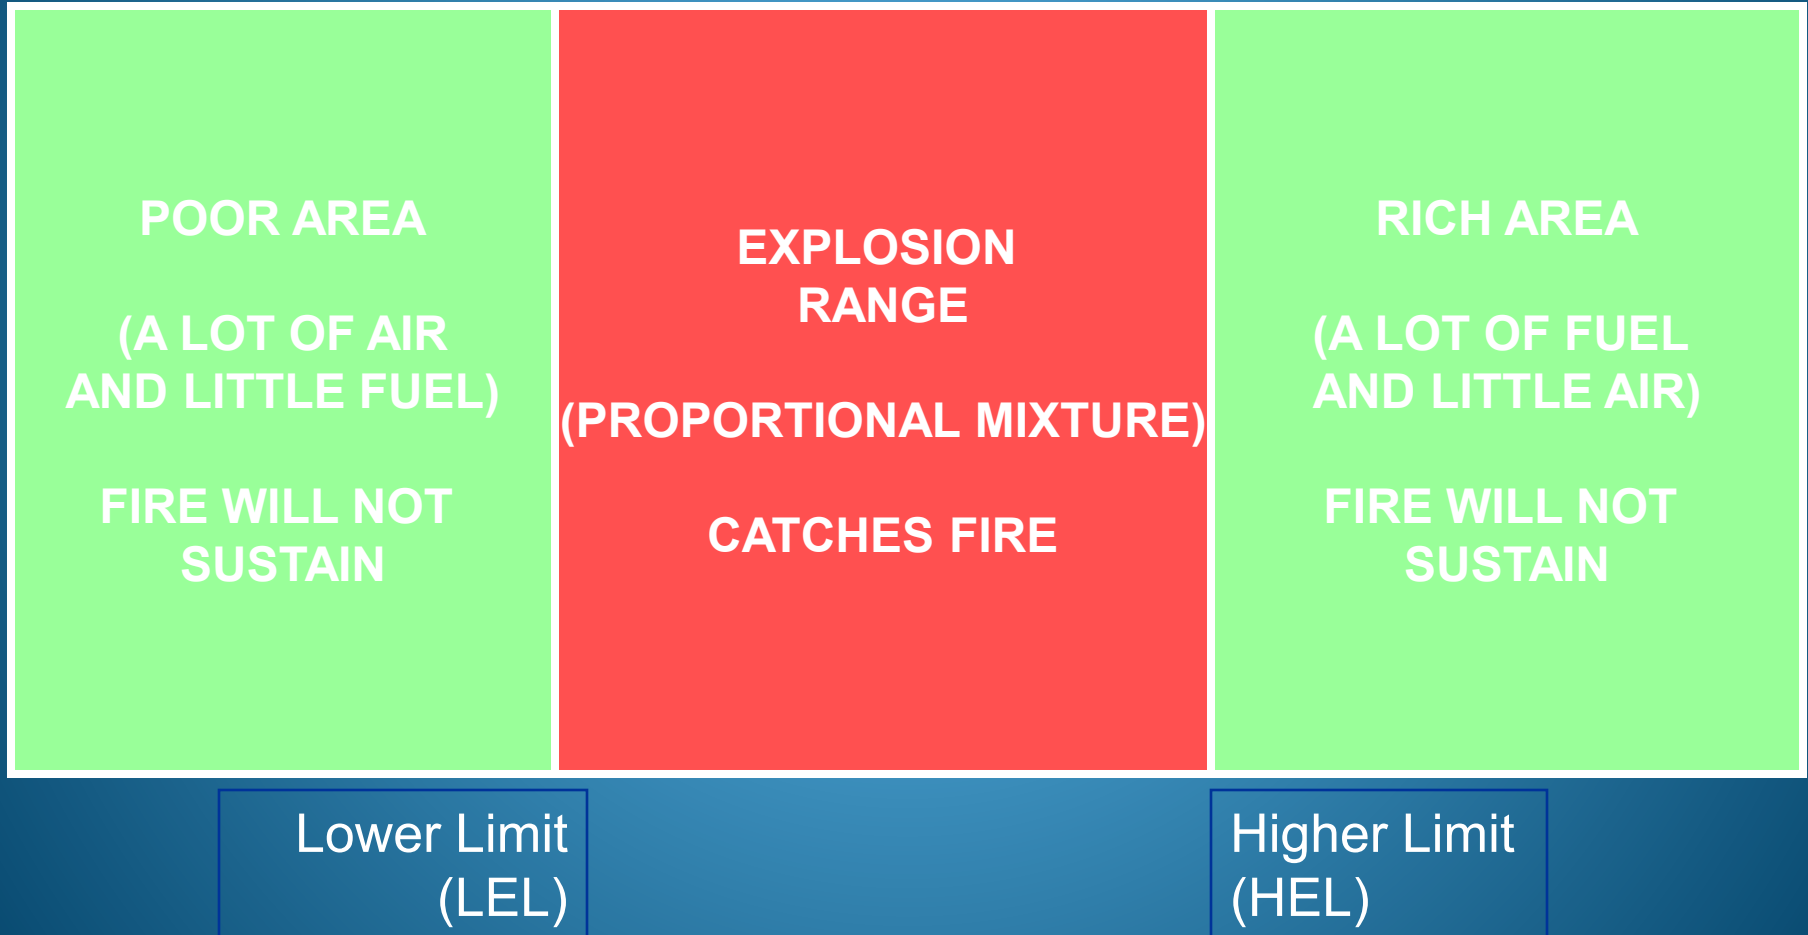 POOR AREA
(A LOT OF AIR
AND LITTLE FUEL)
FIRE WILL NOT
SUSTAIN
EXPLOSION
RANGE
(PROPORTIONAL MIXTURE)
CATCHES FIRE
RICH AREA
(A LOT OF FUEL
AND LITTLE AIR)
FIRE WILL NOT
SUSTAIN
Lower Limit
(LEL)
Higher Limit
(HEL)